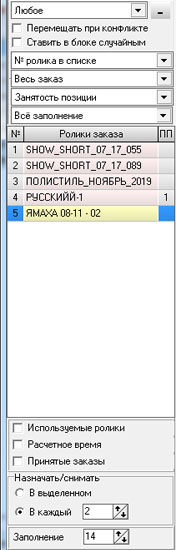 Любое
Перемещать при конфликте
Ставить в блоке случайным
№ ролика в списке
Весь заказ
Занятость позиции
Всё заполнение
№ Ролики заказа ПП
1 SHOW_SHORT_07_17_055
2 SHOW_SHORT_07_17_089
3 ПОЛИСТИЛЬ_НОЯБРЬ_2019
4 РУССКИЙЙ-1 1
5 ЯМАХА 08-11 - 02
Используемые ролики
Расчетное время
Принятые заказы
Назначать/снимать
В выделенном
В каждый 2
Заполнение 14